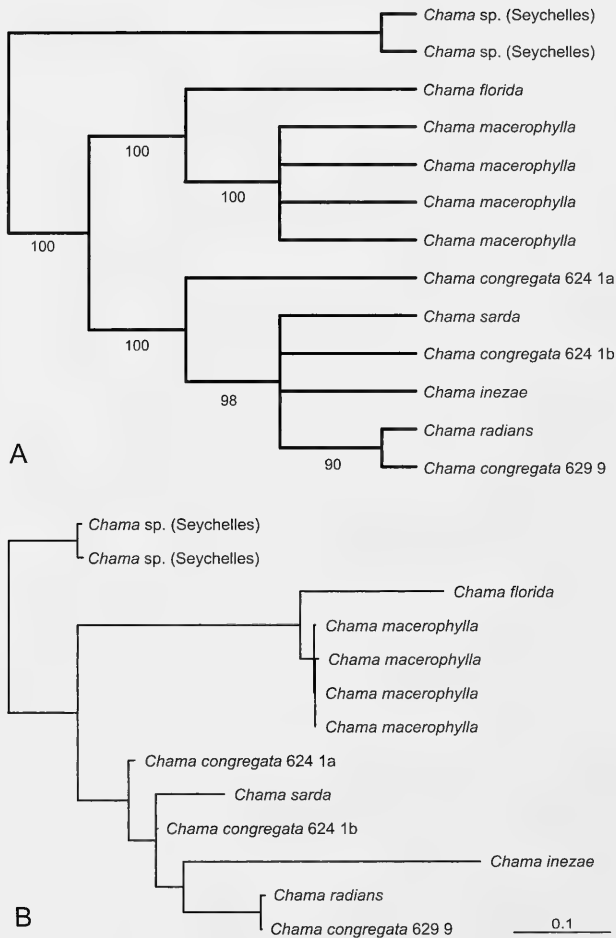 Chama sp. (Seychelles)
Chama sp. (Seychelles)
Chama florida
Chama macerophylla
100
Chama macerophylla
100
Chama macerophylla
Chama macerophylla
100
Chama congregata 624 1a
Chama sarda
100
Chama congregata 624 1b
98
Chama inezae
Chama radians
A
90
Chama congregata 629 9
Chama sp. (Seychelles)
Chama sp. (Seychelles)
Chama florida
Chama macerophylla
Chama macerophylla
Chama macerophylla
Chama macerophylla
Chama congregata 624 1a
Chama sarda
Chama congregata 624 1b
Chama inezae
Chama radians
B
Chama congregata 629 9
0.1